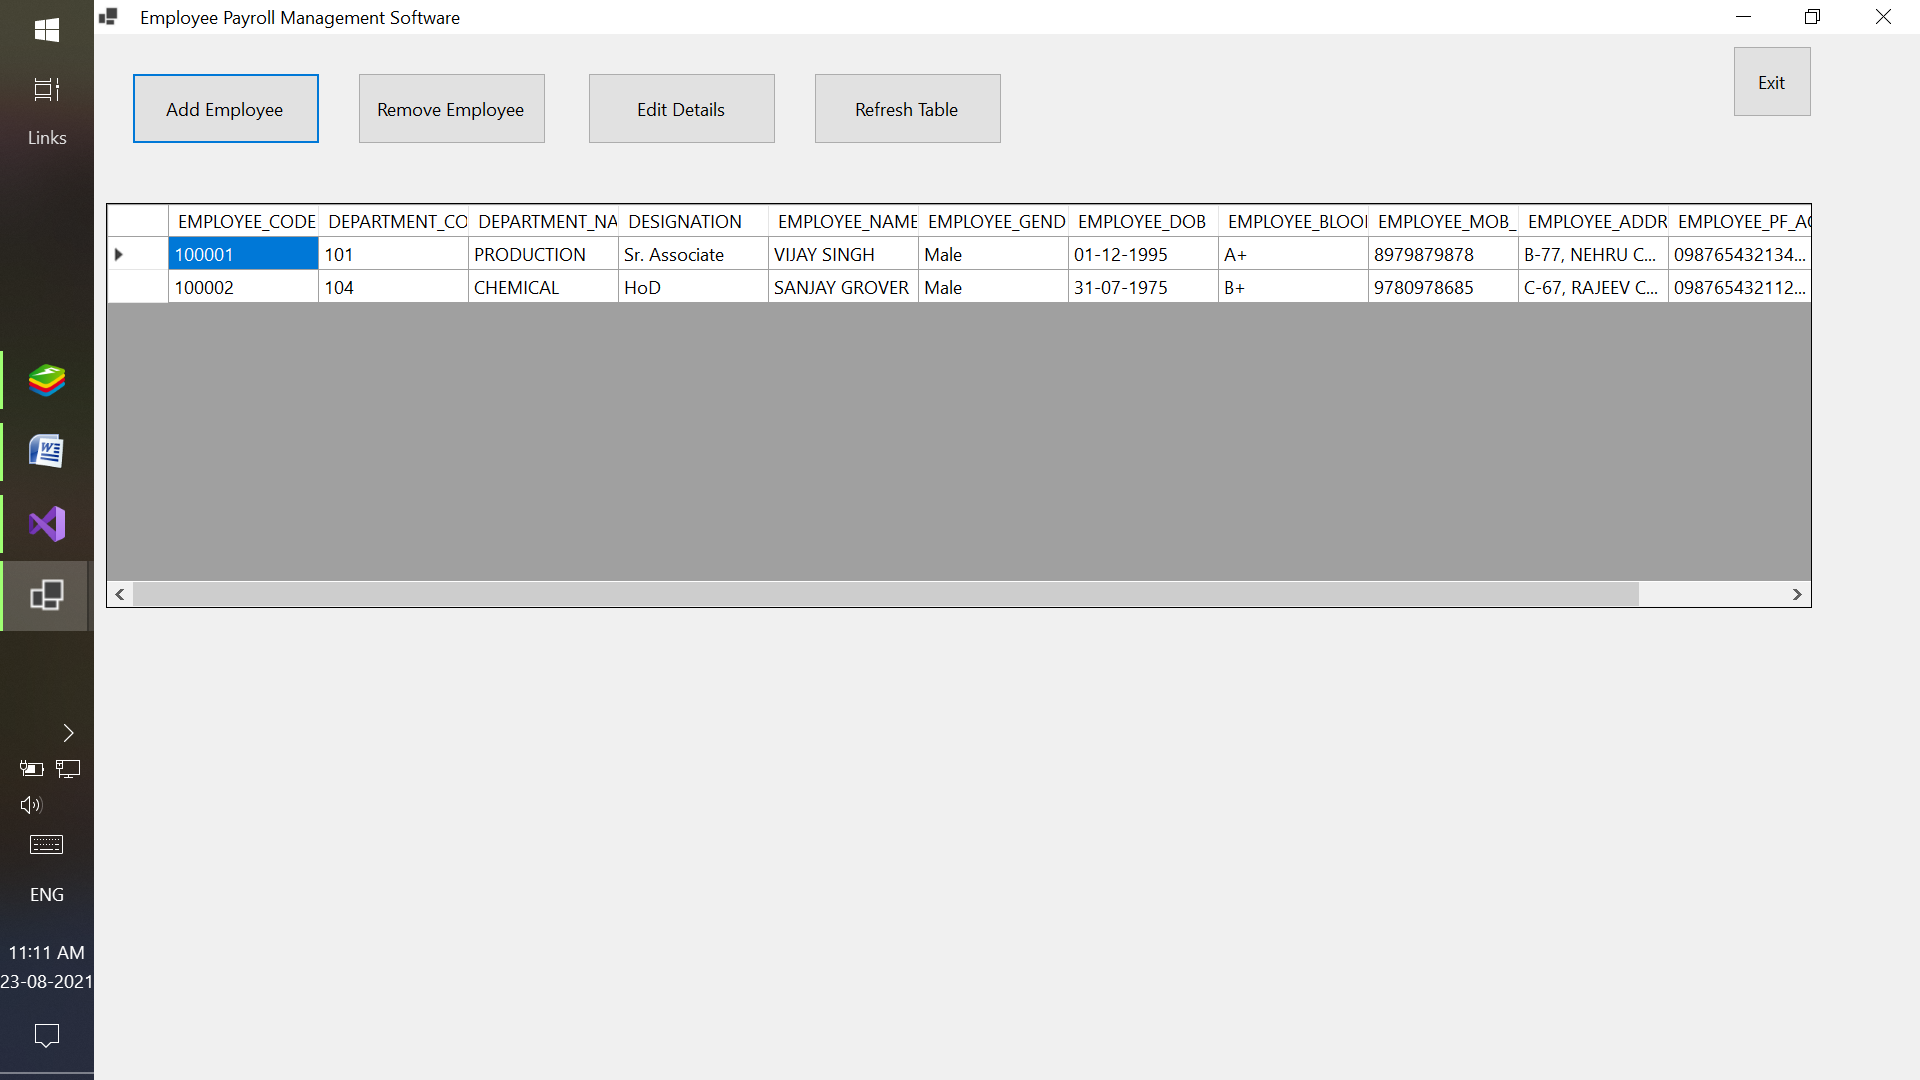 Links
ENG
11:11 AM
23-08-2021
Employee Payroll Management Software
Add Employee Remove Employee Edit Details Refresh Table Exit
EMPLOYEE_CODE DEPARTMENT_CO DEPARTMENT_NA DESIGNATION EMPLOYEE_NAME EMPLOYEE_GEND EMPLOYEE_DOB EMPLOYEE_BLOO EMPLOYEE_MOB_ EMPLOYEE_ADDR EMPLOYEE_PF_AC
100001 101 PRODUCTION Sr. Associate VIJAY SINGH Male 01-12-1995 A+ 8979879878 B-77, NEHRU C... 098765432134...
100002 104 CHEMICAL HoD SANJAY GROVER Male 31-07-1975 B+ 9780978685 C-67, RAJEEV C... 098765432112...